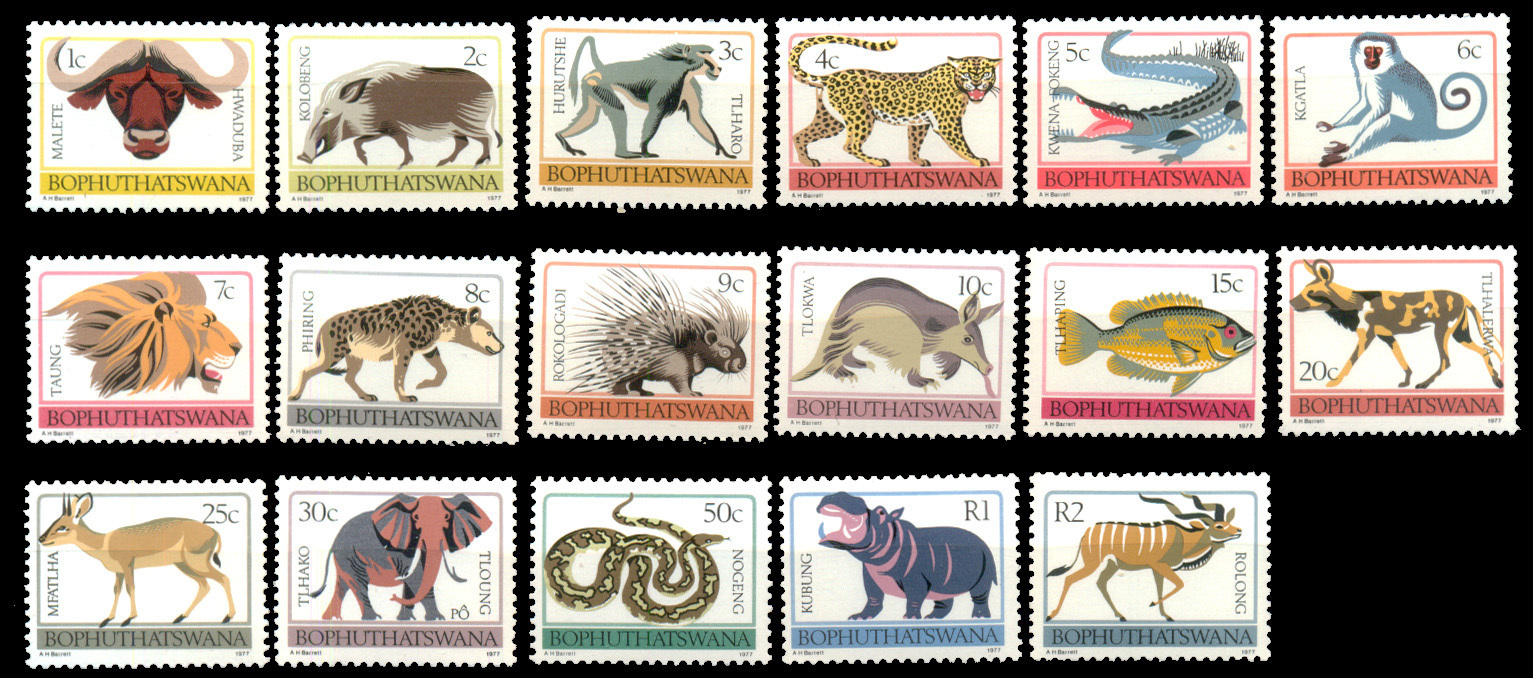 1c
MALETE
HWADUBA
BOPHUTHATSWANA
A H Barrett 1977
2c
KOLOBENG
BOPHUTHATSWANA
A H Barrett 1977
3c
HURUTSHE
TLHARO
BOPHUTHATSWANA
A H Barrett 1977
4c
BOPHUTHATSWANA
A H Barrett 1977
5c
KWENA FOKENG
BOPHUTHATSWANA
A H Barrett 1977
6c
KGATLA
BOPHUTHATSWANA
A H Barrett 1977
7c
TAUNG
BOPHUTHATSWANA
A H Barrett 1977
8c
PHIRING
BOPHUTHATSWANA
A H Barrett 1977
9c
ROKOLOGADI
BOPHUTHATSWANA
A H Barrett 1977
10c
TLOKWA
BOPHUTHATSWANA
A H Barrett 1977
15c
TLHAPING
BOPHUTHATSWANA
A H Barrett 1977
20c
TLHALERWA
BOPHUTHATSWANA
A H Barrett 1977
25c
MFATLHA
BOPHUTHATSWANA
A H Barrett 1977
30c
TLHAKO
TLOUNG
PÔ
BOPHUTHATSWANA
A H Barrett 1977
50c
NOGENG
BOPHUTHATSWANA
A H Barrett 1977
R1
KUBUNG
BOPHUTHATSWANA
A H Barrett 1977
R2
ROLONG
BOPHUTHATSWANA
A H Barrett 1977